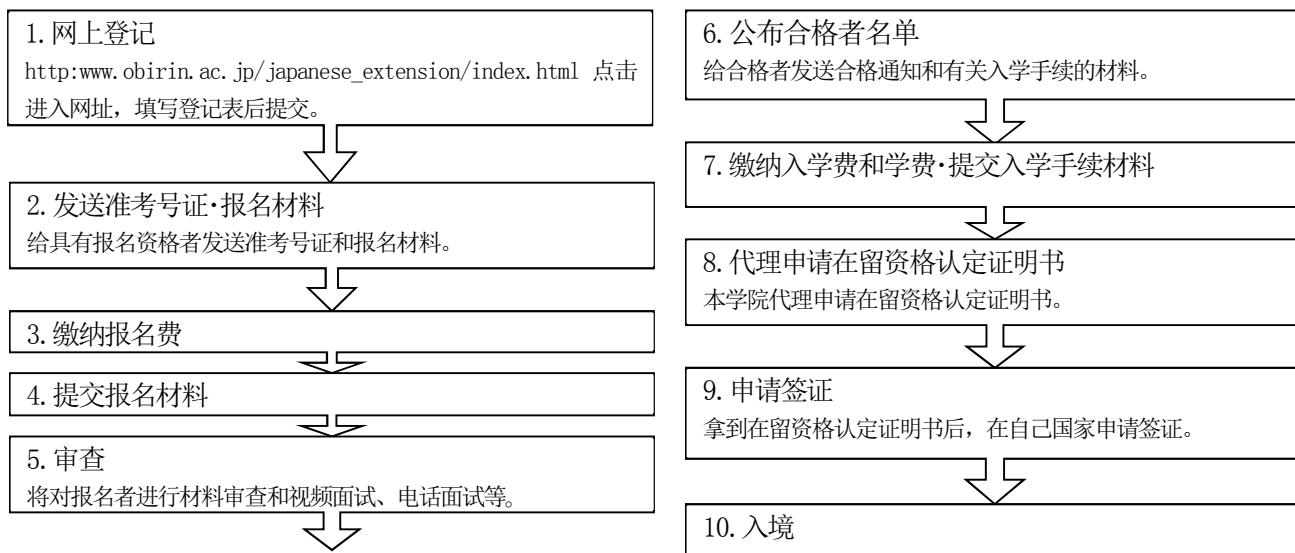 1.网上登记
http:www.obirin.ac.jp/japanese_extension/index.html 点击
进入网址，填写登记表后提交。
2.发送准考号证·报名材料
给具有报名资格者发送准考号证和报名材料。
3.缴纳报名费
4.提交报名材料
5.审查
将对报名者进行材料审查和视频面试、电话面试等。
6.公布合格者名单
给合格者发送合格通知和有关入学手续的材料。
7.缴纳入学费和学费·提交入学手续材料
8.代理申请在留资格认定证明书
本学院代理申请在留资格认定证明书。
9.申请签证
拿到在留资格认定证明书后，在自己国家申请签证。
10.入境